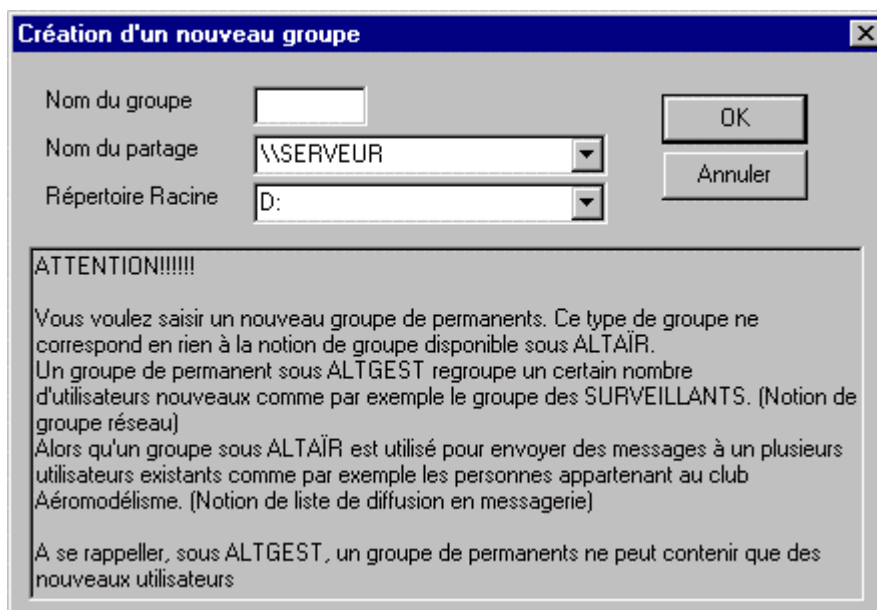 Création d'un nouveau groupe
Nom du groupe
OK
Nom du partage
\\SERVEUR
Annuler
Répertoire Racine
D:
ATTENTION!!!!!!
Vous voulez saisir un nouveau groupe de permanents. Ce type de groupe ne
correspond en rien à la notion de groupe disponible sous ALTAÏR.
Un groupe de permanent sous ALTGEST regroupe un certain nombre
d'utilisateurs nouveaux comme par exemple le groupe des SURVEILLANTS. (Notion de
groupe réseau)
Alors qu'un groupe sous ALTAÏR est utilisé pour envoyer des messages à un plusieurs
utilisateurs existants comme par exemple les personnes appartenant au club
Aéromodélisme. (Notion de liste de diffusion en messagerie)
A se rappeller, sous ALTGEST, un groupe de permanents ne peut contenir que des
nouveaux utilisateurs